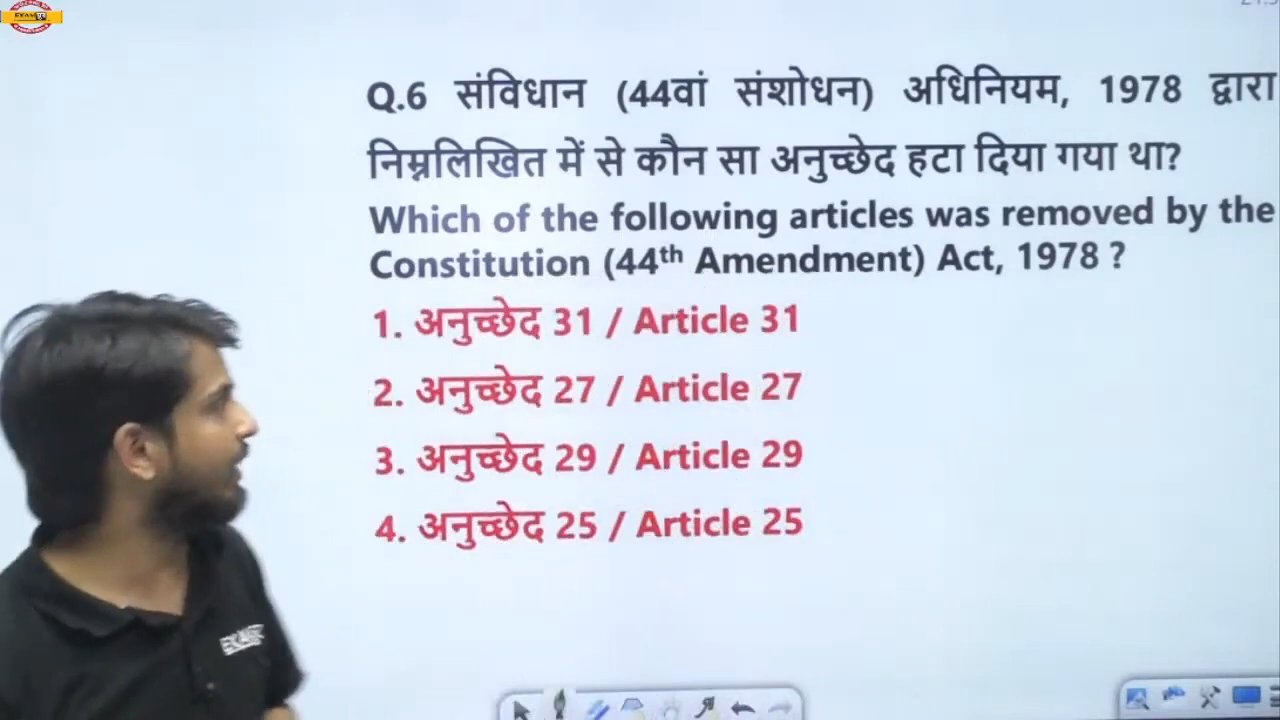 EXAM
Q.6 संविधान (44वां संशोधन) अधिनियम, 1978 द्वारा
निम्नलिखित में से कौन सा अनुच्छेद हटा दिया गया था?
Which of the following articles was removed by the
Constitution (44th Amendment) Act, 1978 ?
1. अनुच्छेद 31 / Article 31
2. अनुच्छेद 27 / Article 27
3. अनुच्छेद 29 / Article 29
4. अनुच्छेद 25 / Article 25